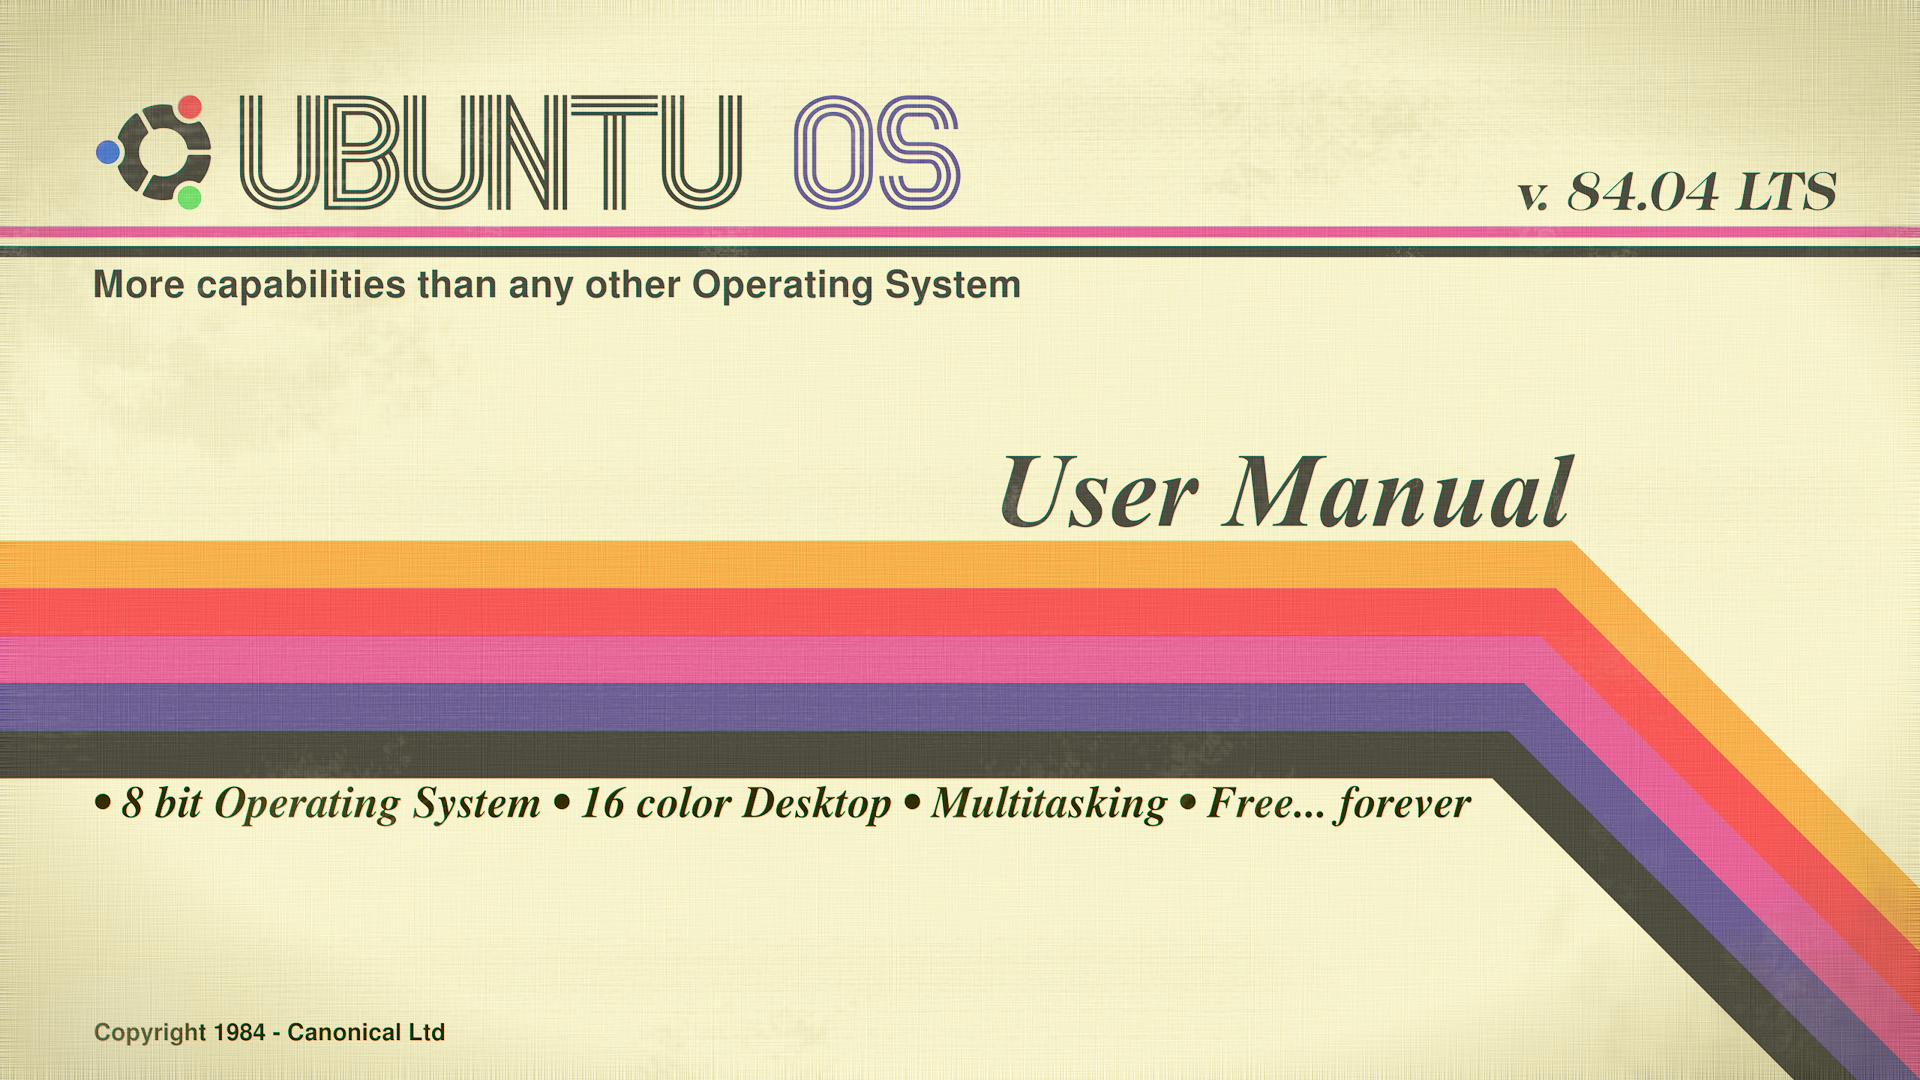 UBUNTU OS
v. 84.04 LTS
More capabilities than any other Operating System
User Manual
• 8 bit Operating System • 16 color Desktop • Multitasking • Free... forever
Copyright 1984 - Canonical Ltd